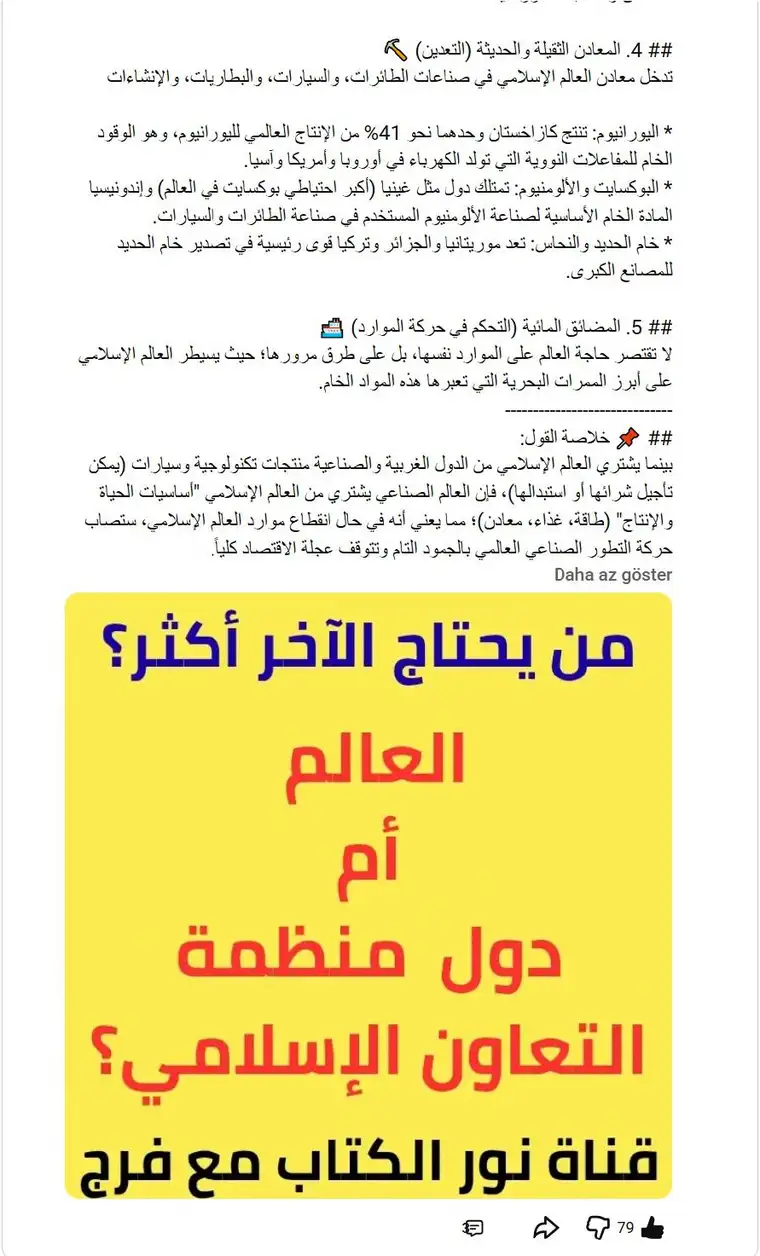 ## 4. المعادن الثقيلة والحديثة (التعدين) 🔨
تدخل معادن العالم الإسلامي في صناعات الطائرات، والسيارات، والبطاريات، والإنشاءات
* اليورانيوم: تنتج كازاخستان وحدهما نحو 41% من الإنتاج العالمي لليورانيوم، وهو الوقود
الخام للمفاعلات النووية التي تولد الكهرباء في أوروبا وأمريكا وآسيا.
* البوكسايت والألومنيوم: تمتلك دول مثل غينيا (أكبر احتياطي بوكسايت في العالم) وإندونيسيا
المادة الخام الأساسية لصناعة الألومنيوم المستخدم في صناعة الطائرات والسيارات.
* خام الحديد والنحاس: تعد موريتانيا والجزائر وتركيا قوى رئيسية في تصدير خام الحديد
للمصانع الكبرى.
## 5. المضائق المائية (التحكم في حركة الموارد) 🚢
لا تقتصر حاجة العالم على الموارد نفسها، بل على طرق مرورها؛ حيث يسيطر العالم الإسلامي
على أبرز الممرات البحرية التي تعبرها هذه المواد الخام.
------------------------------
## 📌 خلاصة القول:
بينما يشتري العالم الإسلامي من الدول الغربية والصناعية منتجات تكنولوجية وسيارات (يمكن
تأجيل شرائها أو استبدالها)، فإن العالم الصناعي يشتري من العالم الإسلامي "أساسيات الحياة
والإنتاج" (طاقة، غذاء، معادن)؛ مما يعني أنه في حال انقطاع موارد العالم الإسلامي، ستصاب
حركة التطور الصناعي العالمي بالجمود التام وتتوقف عجلة الاقتصاد كلياً.
Daha az göster
من يحتاج الآخر أكثر؟
العالم
أم
دول منظمة
التعاون الإسلامي؟
قناة نور الكتاب مع فرج
79
3